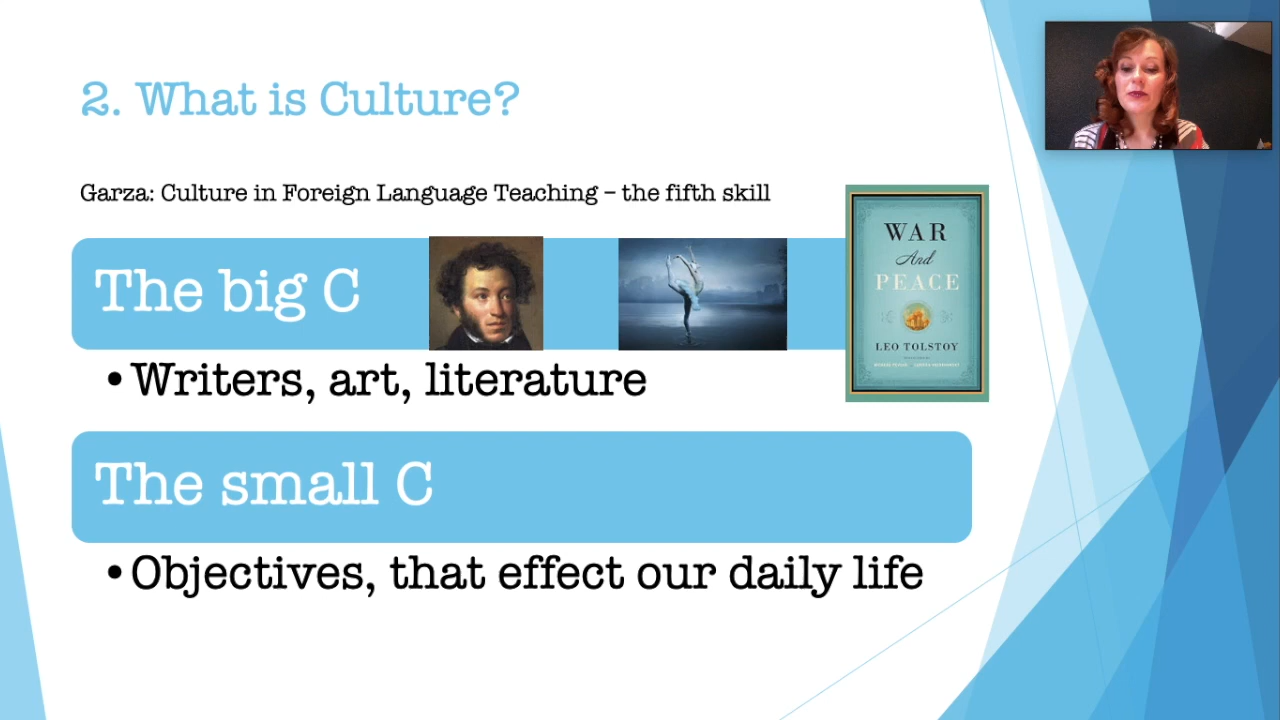 2. What is Culture?
Garza: Culture in Foreign Language Teaching – the fifth skill
The big C
WAR
And
PEACE
LEO TOLSTOY
• Writers, art, literature
The small C
• Objectives, that effect our daily life